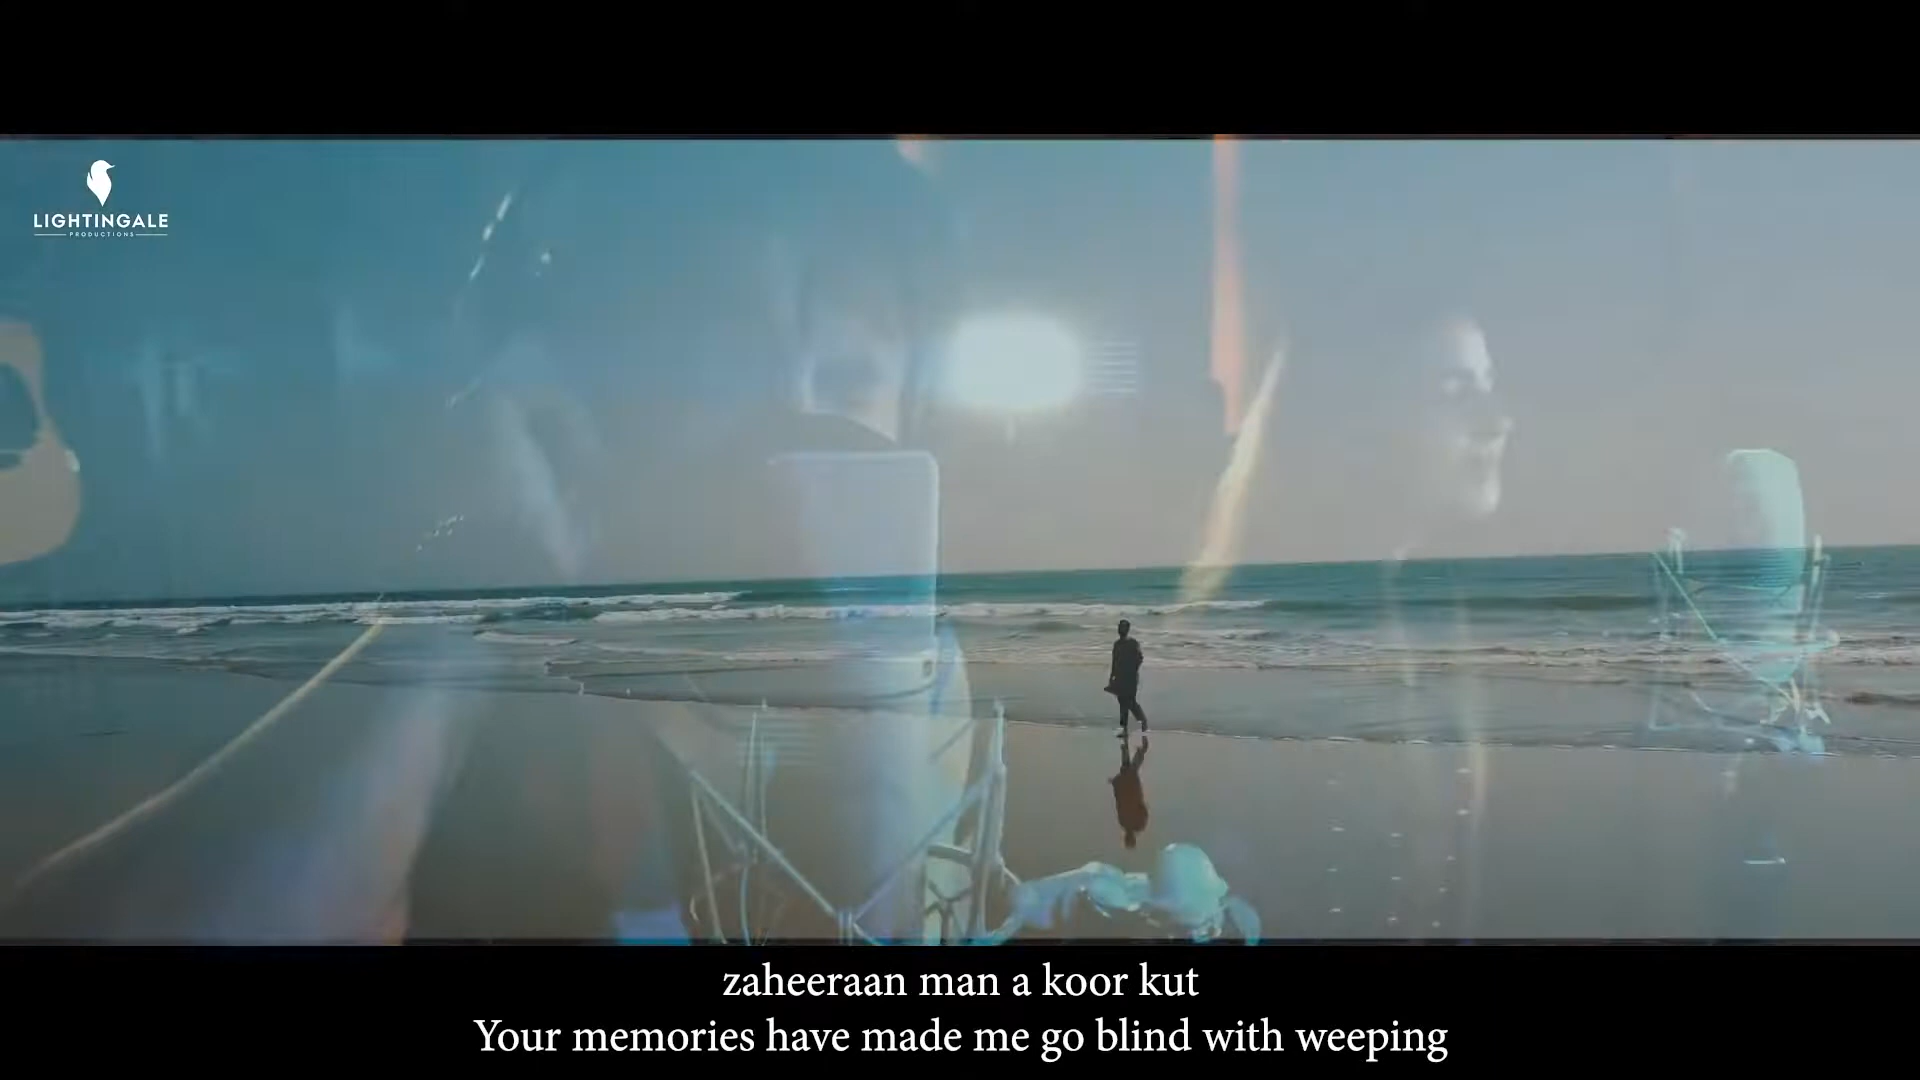 LIGHTINGALE
PRODUCTIONS
zaheeraan man a koor kut
Your memories have made me go blind with weeping